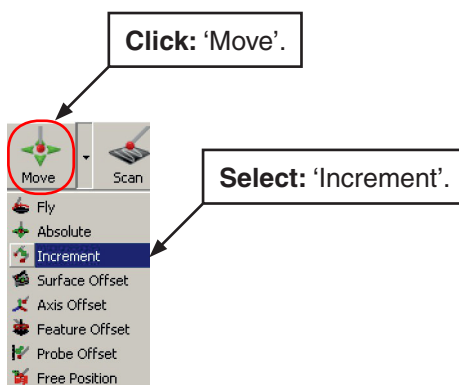 Click: ‘Move’.
Move
Scan
Select: ‘Increment’.
Fly
Absolute
Increment
Surface Offset
Axis Offset
Feature Offset
Probe Offset
Free Position